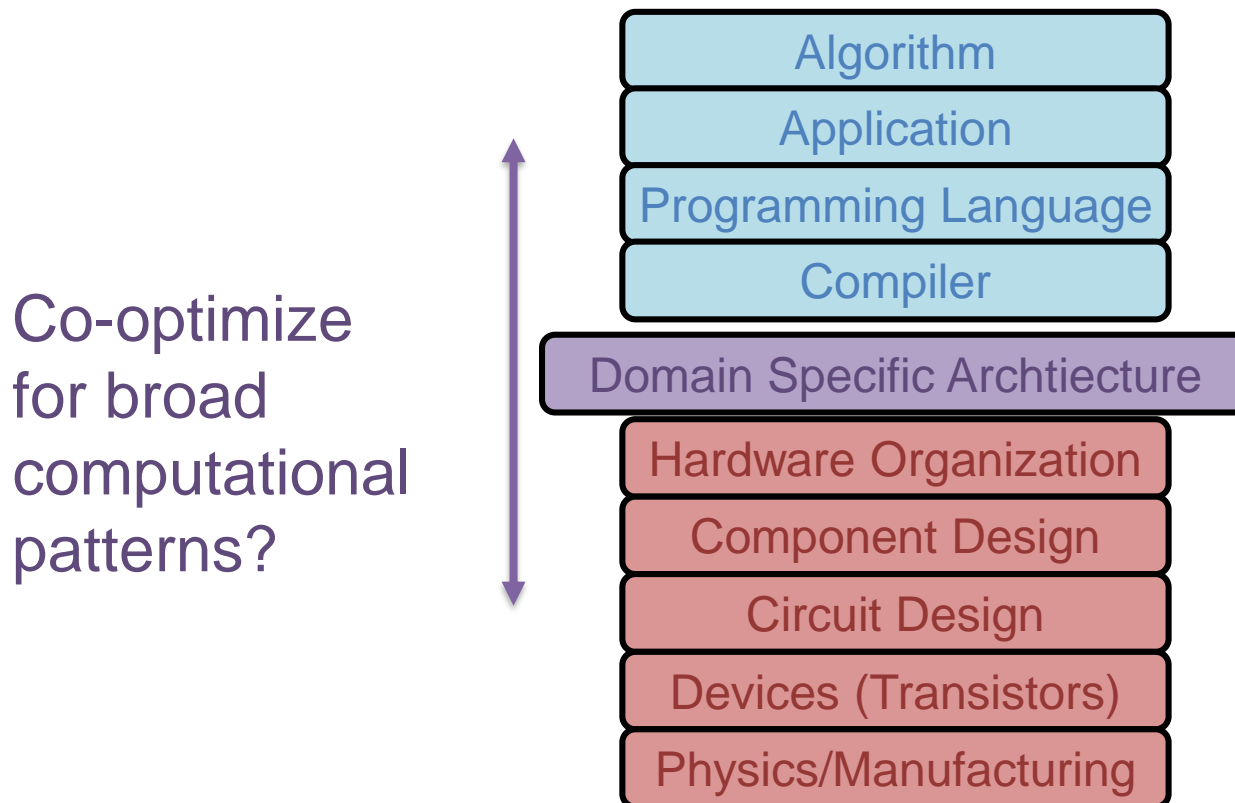 Algorithm
Application
Programming Language
Compiler
Co-optimize
for broad
computational
patterns?
Domain Specific Archtiecture
Hardware Organization
Component Design
Circuit Design
Devices (Transistors)
Physics/Manufacturing